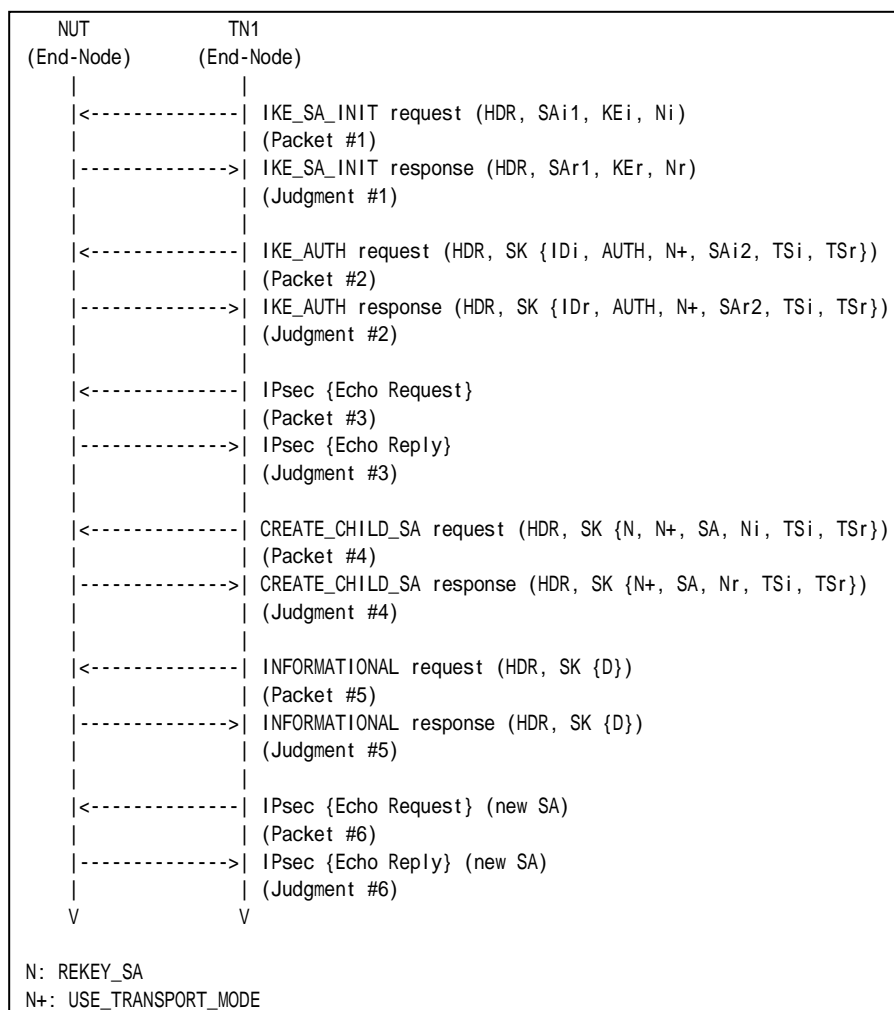 NUT TN1
(End-Node) (End-Node)
| |
|<--------------| IKE_SA_INIT request (HDR, SAi1, KEi, Ni)
| | (Packet #1)
|-------------->| IKE_SA_INIT response (HDR, SAr1, KEr, Nr)
| | (Judgment #1)
| |
|<--------------| IKE_AUTH request (HDR, SK {IDi, AUTH, N+, SAi2, TSi, TSr})
| | (Packet #2)
|-------------->| IKE_AUTH response (HDR, SK {IDr, AUTH, N+, SAr2, TSi, TSr})
| | (Judgment #2)
| |
|<--------------| IPsec {Echo Request}
| | (Packet #3)
|-------------->| IPsec {Echo Reply}
| | (Judgment #3)
| |
|<--------------| CREATE_CHILD_SA request (HDR, SK {N, N+, SA, Ni, TSi, TSr})
| | (Packet #4)
|-------------->| CREATE_CHILD_SA response (HDR, SK {N+, SA, Nr, TSi, TSr})
| | (Judgment #4)
| |
|<--------------| INFORMATIONAL request (HDR, SK {D})
| | (Packet #5)
|-------------->| INFORMATIONAL response (HDR, SK {D})
| | (Judgment #5)
| |
|<--------------| IPsec {Echo Request} (new SA)
| | (Packet #6)
|-------------->| IPsec {Echo Reply} (new SA)
| | (Judgment #6)
V V
N: REKEY_SA
N+: USE_TRANSPORT_MODE